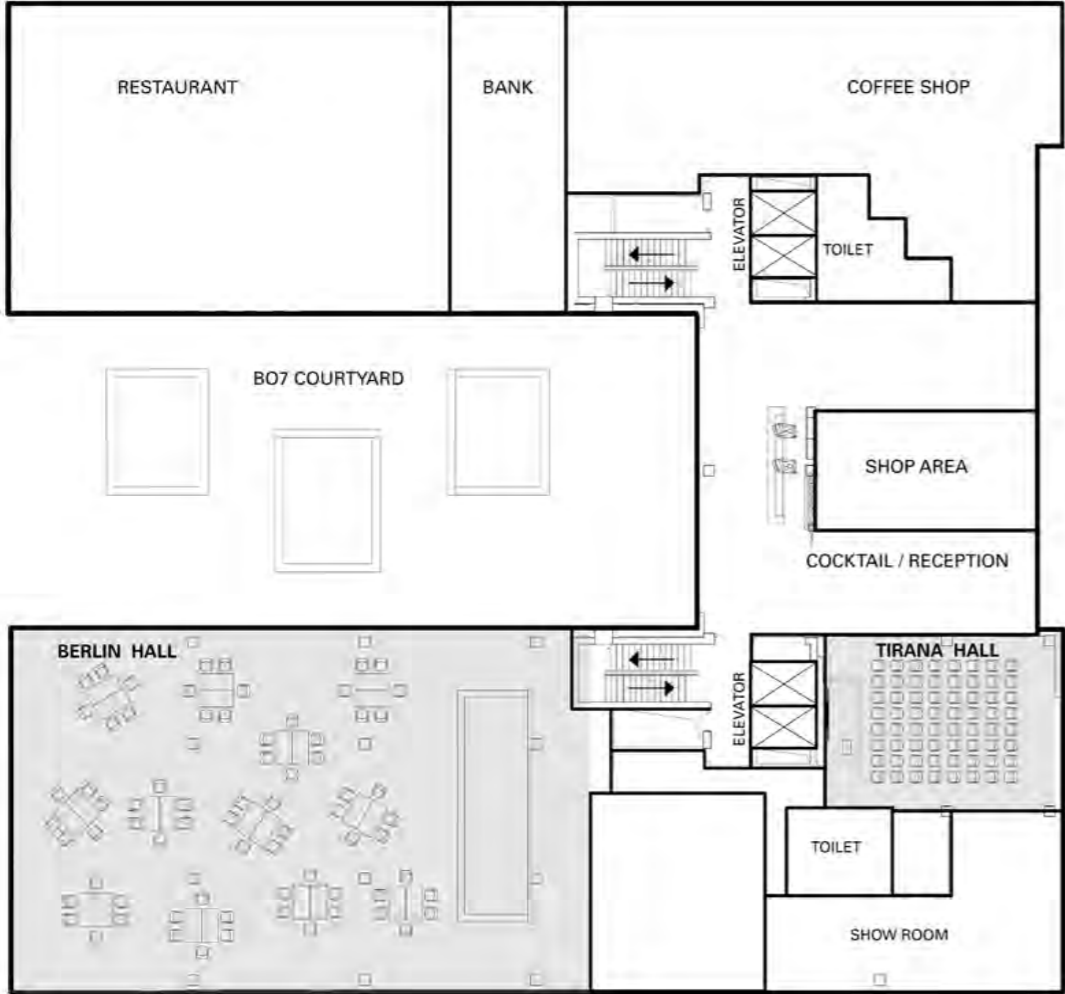 RESTAURANT
BANK
COFFEE SHOP
ELEVATOR
TOILET
BO7 COURTYARD
SHOP AREA
COCKTAIL / RECEPTION
BERLIN HALL
TIRANA HALL
ELEVATOR
TOILET
SHOW ROOM